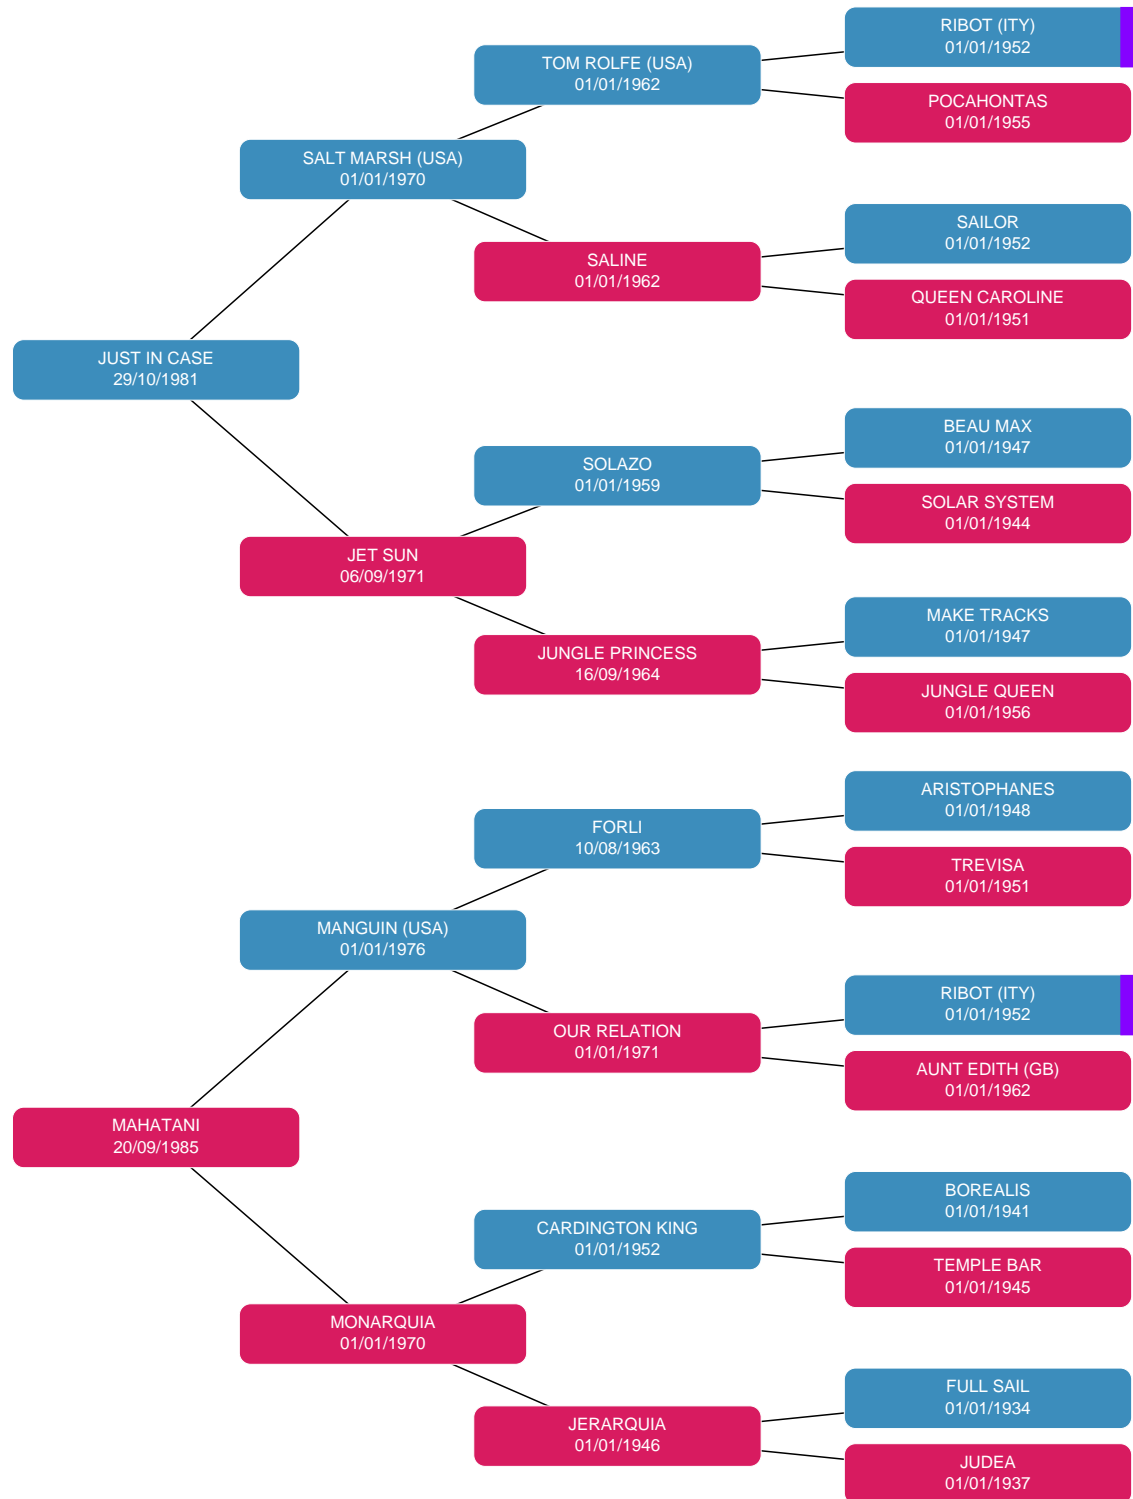 RIBOT (ITY)
01/01/1952
TOM ROLFE (USA)
01/01/1962
POCAHONTAS
01/01/1955
SALT MARSH (USA)
01/01/1970
SAILOR
01/01/1952
SALINE
01/01/1962
QUEEN CAROLINE
01/01/1951
JUST IN CASE
29/10/1981
BEAU MAX
01/01/1947
SOLAZO
01/01/1959
SOLAR SYSTEM
01/01/1944
JET SUN
06/09/1971
MAKE TRACKS
01/01/1947
JUNGLE PRINCESS
16/09/1964
JUNGLE QUEEN
01/01/1956
ARISTOPHANES
01/01/1948
FORLI
10/08/1963
TREVISA
01/01/1951
MANGUIN (USA)
01/01/1976
RIBOT (ITY)
01/01/1952
OUR RELATION
01/01/1971
AUNT EDITH (GB)
01/01/1962
MAHATANI
20/09/1985
BOREALIS
01/01/1941
CARDINGTON KING
01/01/1952
TEMPLE BAR
01/01/1945
MONARQUIA
01/01/1970
FULL SAIL
01/01/1934
JERARQUIA
01/01/1946
JUDEA
01/01/1937